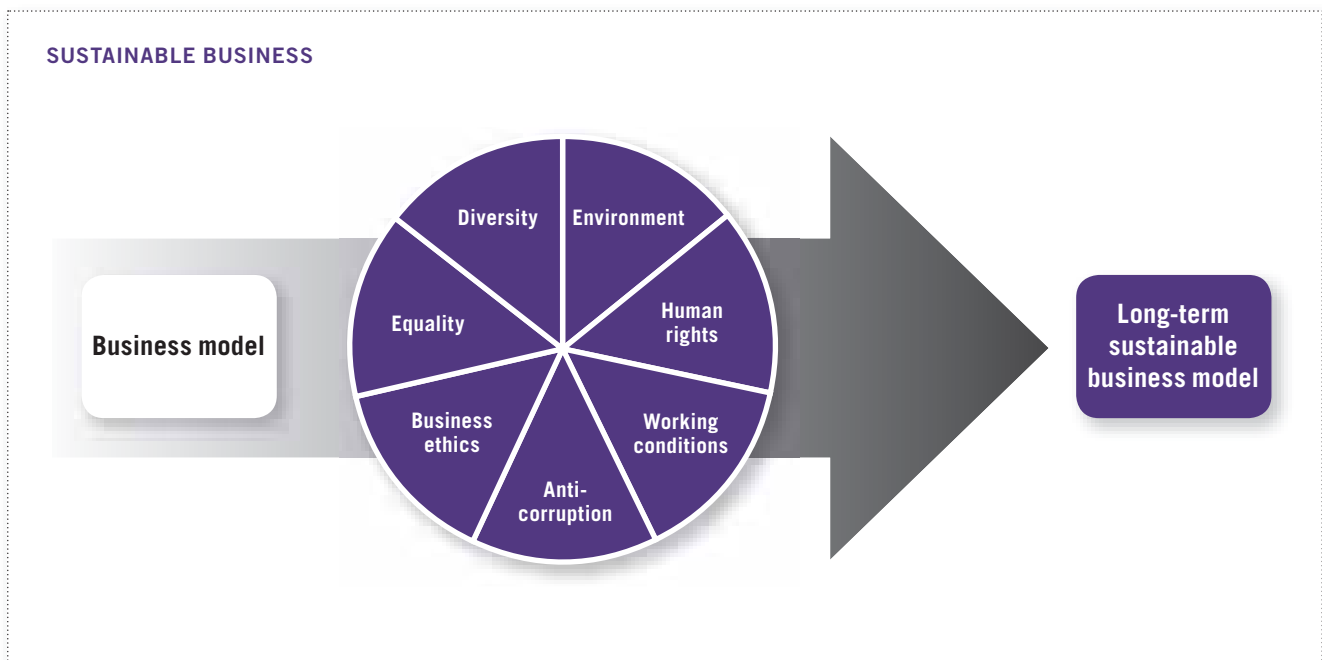 SUSTAINABLE BUSINESS
Business model
Diversity
Environment
Human
rights
Working
conditions
Anti-
corruption
Business
ethics
Equality
Long-term
sustainable
business model